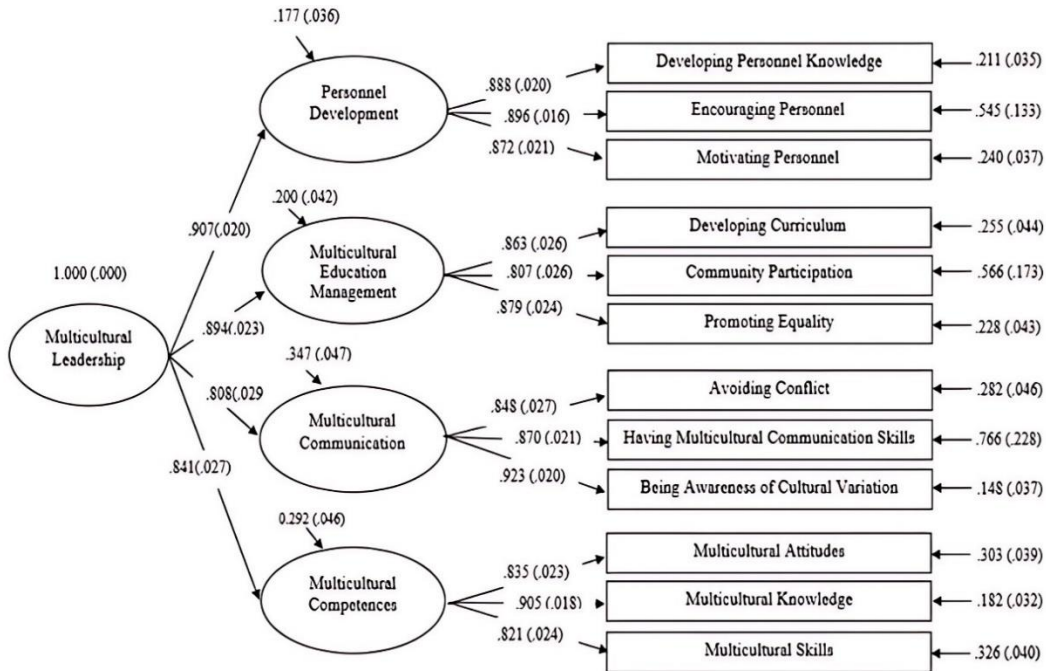 .177 (.036)
Personnel
Development
.888 (.020)
.896 (.016)
.872 (.021)
Developing Personnel Knowledge
.211 (.035)
Encouraging Personnel
.545 (.133)
Motivating Personnel
.240 (.037)
.907(.020)
.200 (.042)
Multicultural
Education
Management
.863 (.026)
.807 (.026)
.879 (.024)
Developing Curriculum
.255 (.044)
Community Participation
.566 (.173)
Promoting Equality
.228 (.043)
1.000 (.000)
Multicultural
Leadership
.894(.023)
.808(.029
.841(.027)
.347 (.047)
Multicultural
Communication
.848 (.027)
.870 (.021)
.923 (.020)
Avoiding Conflict
.282 (.046)
Having Multicultural Communication Skills
.766 (.228)
Being Awareness of Cultural Variation
.148 (.037)
0.292 (.046)
Multicultural
Competences
.835 (.023)
.905 (.018)
.821 (.024)
Multicultural Attitudes
.303 (.039)
Multicultural Knowledge
.182 (.032)
Multicultural Skills
.326 (.040)